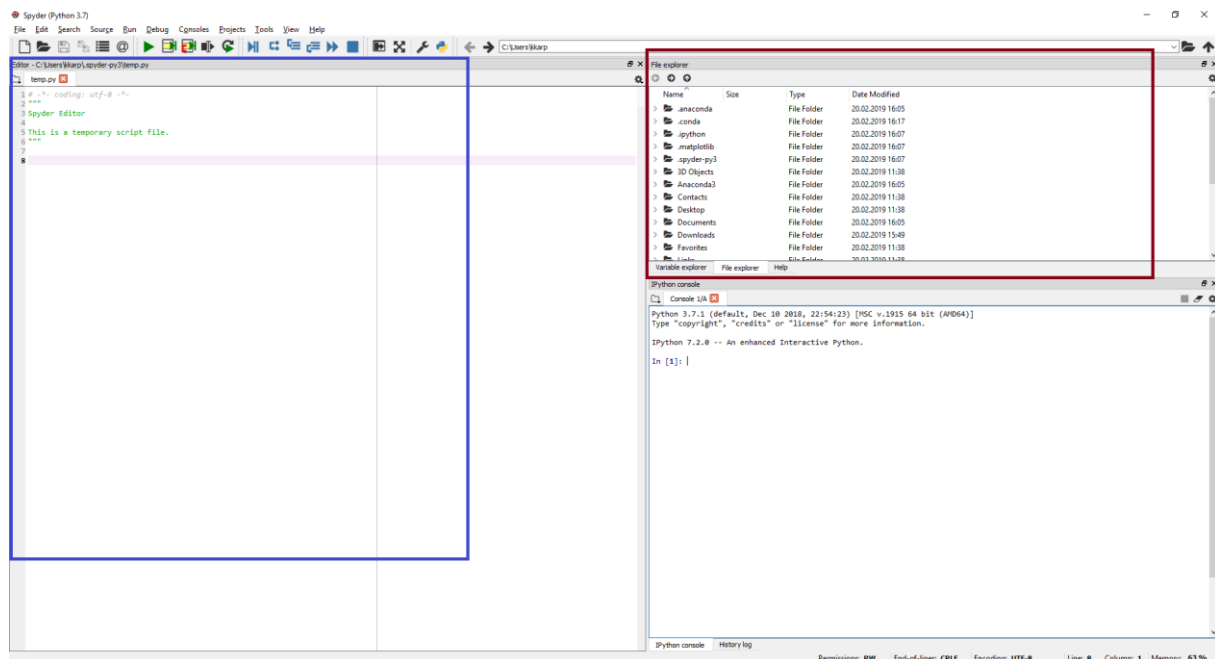 Spyder (Python 3.7)
File Edit Search Source Run Debug Consoles Projects Tools View Help
C:\Users\kkarp
Editor - C:\Users\kkarp\.spyder-py3\temp.py
temp.py
1 # -*- coding: utf-8 -*-
2 """
3 Spyder Editor
4
5 This is a temporary script file.
6 """
7
8
File explorer
Name Size Type Date Modified
.anaconda File Folder 20.02.2019 16:05
.conda File Folder 20.02.2019 16:17
.ipython File Folder 20.02.2019 16:07
.matplotlib File Folder 20.02.2019 16:07
.spyder-py3 File Folder 20.02.2019 16:07
3D Objects File Folder 20.02.2019 11:38
Anaconda3 File Folder 20.02.2019 16:05
Contacts File Folder 20.02.2019 11:38
Desktop File Folder 20.02.2019 11:38
Documents File Folder 20.02.2019 16:05
Downloads File Folder 20.02.2019 15:49
Favorites File Folder 20.02.2019 11:38
Links File Folder 20.02.2019 11:38
Variable explorer File explorer Help
IPython console
Console 1/A
Python 3.7.1 (default, Dec 10 2018, 22:54:23) [MSC v.1915 64 bit (AMD64)]
Type "copyright", "credits" or "license" for more information.
IPython 7.2.0 -- An enhanced Interactive Python.
In [1]:
IPython console History log
Permissions: RW End-of-lines: CRLF Encoding: UTF-8 Line: 8 Column: 1 Memory: 63 %